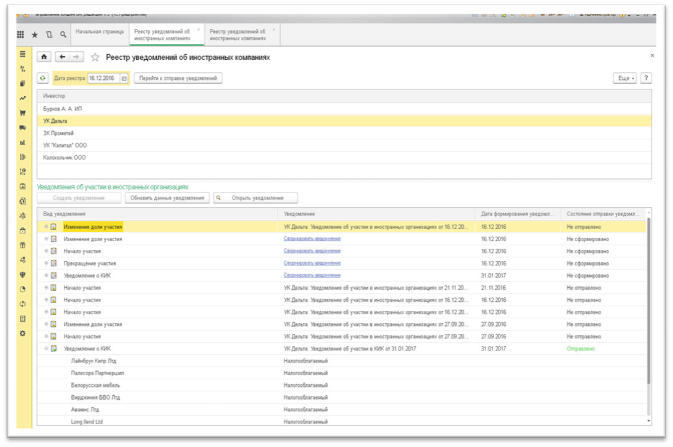 Начальная страница
Реестр уведомлений об иностранных компаниях
Реестр уведомлений об иностранных компаниях
Реестр уведомлений об иностранных компаниях
Дата реестра: 16.12.2016 Перейти к отправке уведомлений Еще ?
Инвестор
Бурков А. А. ИП
УК Дельта
ЗК Прометей
УК "Капитал" ООО
Колокольчик ООО
Уведомления об участии в иностранных организациях
Создать уведомление Обновить данные уведомления Открыть уведомление
Вид уведомления Уведомление Дата формирования уведомл... Состояние отправки уведомл...
Изменение доли участия УК Дельта: Уведомление об участии в иностранных организациях от 16.12.20... 16.12.2016 Не отправлено
Изменение доли участия Сформировать уведомление 16.12.2016 Не сформировано
Начало участия Сформировать уведомление 16.12.2016 Не сформировано
Прекращение участия Сформировать уведомление 16.12.2016 Не сформировано
Уведомление о КИК Сформировать уведомление 31.01.2017 Не сформировано
Начало участия УК Дельта: Уведомление об участии в иностранных организациях от 21.11.20... 21.11.2016 Не отправлено
Начало участия УК Дельта: Уведомление об участии в иностранных организациях от 16.12.20... 16.12.2016 Не отправлено
Начало участия УК Дельта: Уведомление об участии в иностранных организациях от 16.12.20... 16.12.2016 Не отправлено
Изменение доли участия УК Дельта: Уведомление об участии в иностранных организациях от 27.09.20... 27.09.2016 Не отправлено
Начало участия УК Дельта: Уведомление об участии в иностранных организациях от 27.09.20... 27.09.2016 Не отправлено
Уведомление о КИК УК Дельта: Уведомление об участии в КИК от 31.01.2017 31.01.2017 Отправлено
Лайнбрук Кипр Лтд Налогооблагаемый
Палесора Партнершип Налогооблагаемый
Белорусская мебель Налогооблагаемый
Вирджиния БВО Лтд Налогооблагаемый
Авамис Лтд Налогооблагаемый
Long llend Ltd Налогооблагаемый